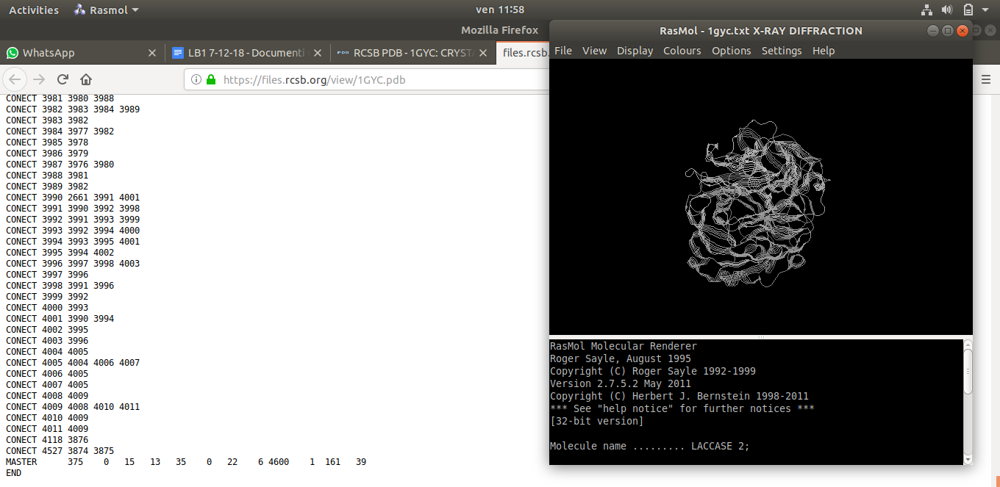 Activities Rasmol ven 11:58
Mozilla Firefox
WhatsApp LB1 7-12-18 - Documenti RCSB PDB - 1GYC: CRYSTA files.rcsb.
https://files.rcsb.org/view/1GYC.pdb
CONECT 3981 3980 3988
CONECT 3982 3983 3984 3989
CONECT 3983 3982
CONECT 3984 3977 3982
CONECT 3985 3978
CONECT 3986 3979
CONECT 3987 3976 3980
CONECT 3988 3981
CONECT 3989 3982
CONECT 3990 2661 3991 4001
CONECT 3991 3990 3992 3998
CONECT 3992 3991 3993 3999
CONECT 3993 3992 3994 4000
CONECT 3994 3993 3995 4001
CONECT 3995 3994 4002
CONECT 3996 3997 3998 4003
CONECT 3997 3996
CONECT 3998 3991 3996
CONECT 3999 3992
CONECT 4000 3993
CONECT 4001 3990 3994
CONECT 4002 3995
CONECT 4003 3996
CONECT 4004 4005
CONECT 4005 4004 4006 4007
CONECT 4006 4005
CONECT 4007 4005
CONECT 4008 4009
CONECT 4009 4008 4010 4011
CONECT 4010 4009
CONECT 4011 4009
CONECT 4118 3876
CONECT 4527 3874 3875
MASTER 375 0 15 13 35 0 22 6 4600 1 161 39
END
RasMol - 1gyc.txt X-RAY DIFFRACTION
File View Display Colours Options Settings Help
RasMol Molecular Renderer
Roger Sayle, August 1995
Copyright (C) Roger Sayle 1992-1999
Version 2.7.5.2 May 2011
Copyright (C) Herbert J. Bernstein 1998-2011
*** See "help notice" for further notices ***
[32-bit version]
Molecule name ......... LACCASE 2;